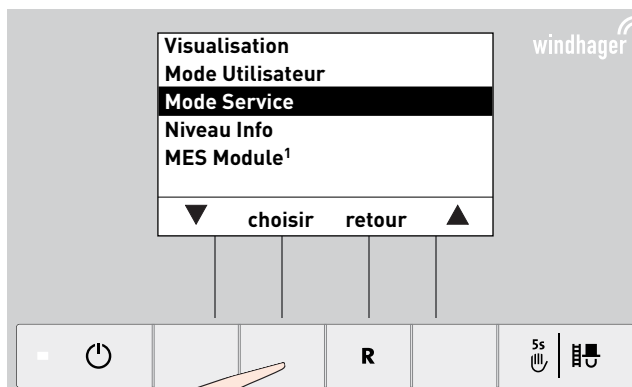 windhager
Visualisation
Mode Utilisateur
Mode Service
Niveau Info
MES Module¹
▼ choisir retour ▲
R
5s